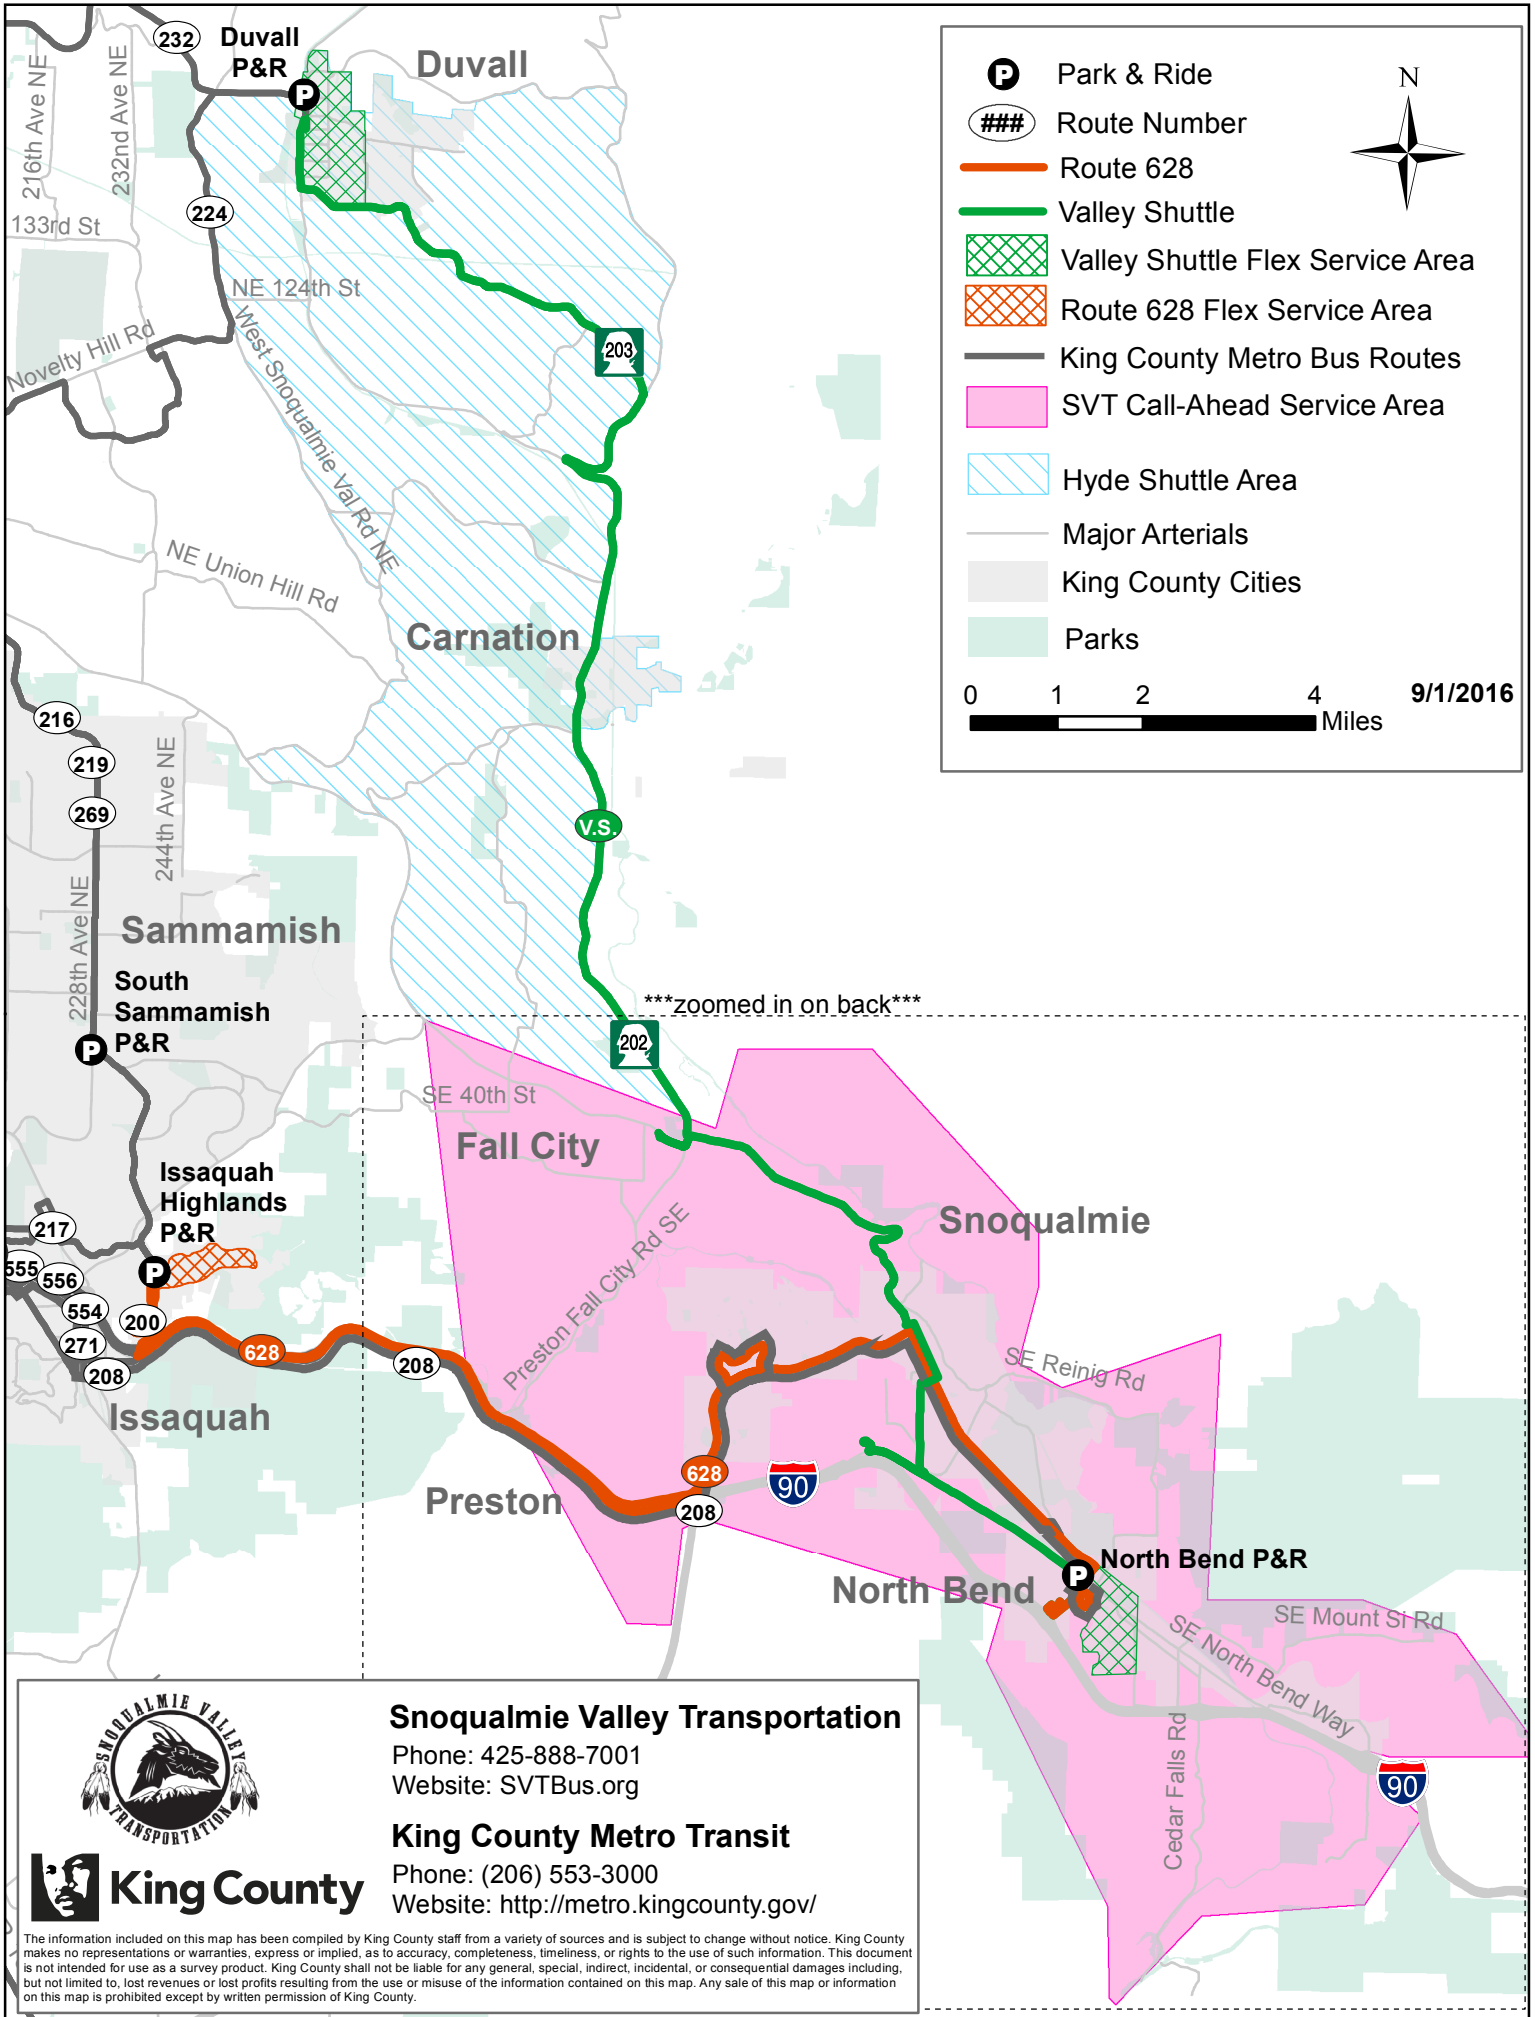 232
Duvall
P&R
P
Duvall
216th Ave NE
232nd Ave NE
133rd St
224
NE 124th St
West Snoqualmie Val Rd NE
Novelty Hill Rd
203
NE Union Hill Rd
Carnation
216
219
269
244th Ave NE
228th Ave NE
V.S.
Sammamish
South
Sammamish
P&R
P
***zoomed in on back***
202
SE 40th St
Fall City
Issaquah
Highlands
P&R
P
217
555
556
554
271
208
200
628
208
Issaquah
Preston Fall City Rd SE
Snoqualmie
SE Reinig Rd
Preston
628
208
90
North Bend P&R
P
North Bend
SE Mount Si Rd
SE North Bend Way
Cedar Falls Rd
90
P Park & Ride
### Route Number
Route 628
Valley Shuttle
Valley Shuttle Flex Service Area
Route 628 Flex Service Area
King County Metro Bus Routes
SVT Call-Ahead Service Area
Hyde Shuttle Area
Major Arterials
King County Cities
Parks
N
0 1 2 4 Miles
9/1/2016
SNOQUALMIE VALLEY
TRANSPORTATION
King County
Snoqualmie Valley Transportation
Phone: 425-888-7001
Website: SVTBus.org
King County Metro Transit
Phone: (206) 553-3000
Website: http://metro.kingcounty.gov/
The information included on this map has been compiled by King County staff from a variety of sources and is subject to change without notice. King County
makes no representations or warranties, express or implied, as to accuracy, completeness, timeliness, or rights to the use of such information. This document
is not intended for use as a survey product. King County shall not be liable for any general, special, indirect, incidental, or consequential damages including,
but not limited to, lost revenues or lost profits resulting from the use or misuse of the information contained on this map. Any sale of this map or information
on this map is prohibited except by written permission of King County.